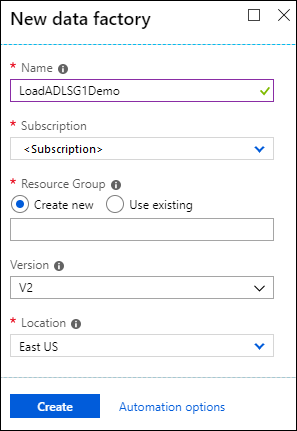 New data factory
* Name
LoadADLSG1Demo
* Subscription
<Subscription>
* Resource Group
Create new Use existing
Version
V2
* Location
East US
Create Automation options